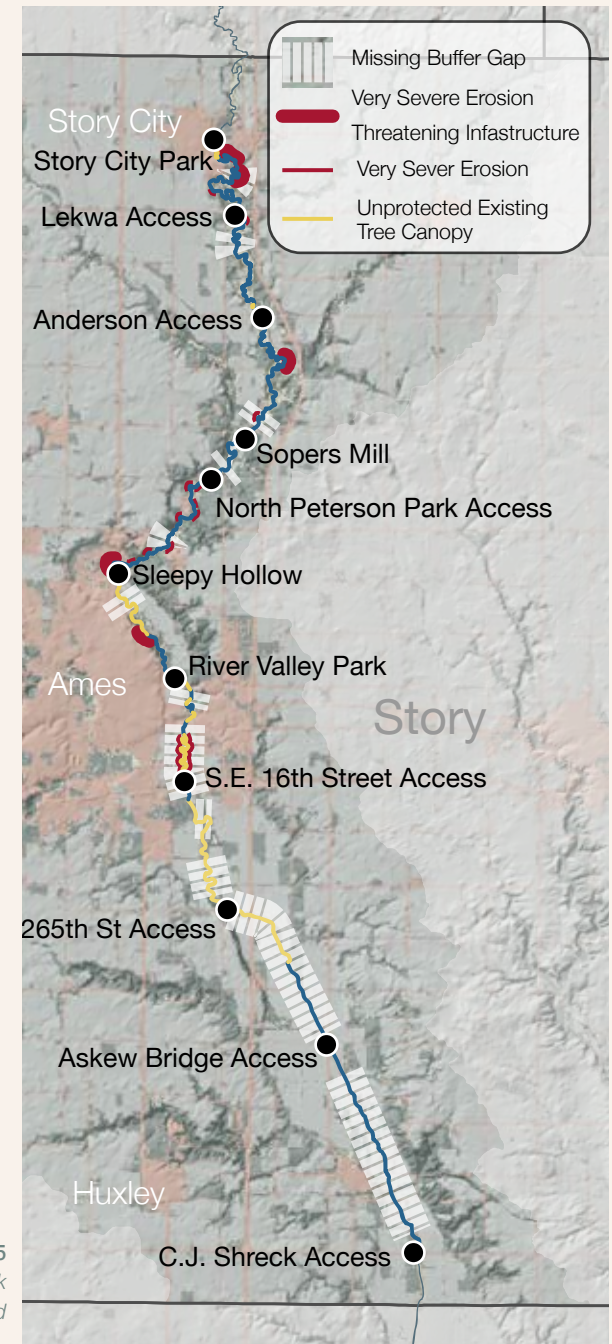 Missing Buffer Gap
Very Severe Erosion
Threatening Infastructure
Very Sever Erosion
Unprotected Existing
Tree Canopy
Story City
Story City Park
Lekwa Access
Anderson Access
Sopers Mill
North Peterson Park Access
Sleepy Hollow
River Valley Park
Ames
Story
S.E. 16th Street Access
265th St Access
Askew Bridge Access
Huxley
C.J. Shreck Access
5
k
d